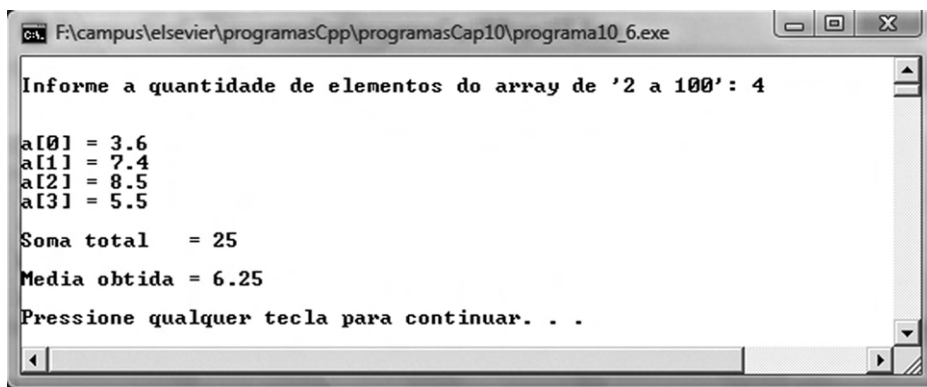 F:\campus\elsevier\programasCpp\programasCap10\programa10_6.exe
Informe a quantidade de elementos do array de '2 a 100': 4
a[0] = 3.6
a[1] = 7.4
a[2] = 8.5
a[3] = 5.5
Soma total   = 25
Media obtida = 6.25
Pressione qualquer tecla para continuar. . .